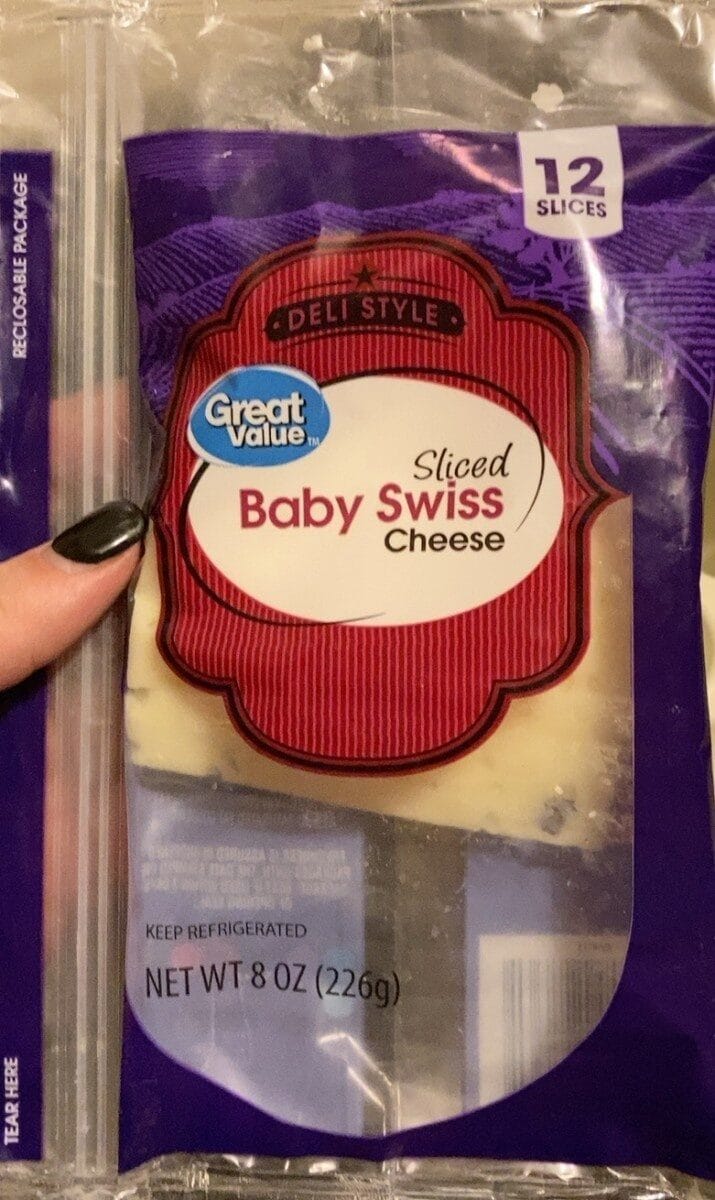 12
SLICES
RECLOSABLE PACKAGE
DELI STYLE
Great
Value™
Sliced
Baby Swiss
Cheese
KEEP REFRIGERATED
NET WT 8 OZ (226g)
TEAR HERE